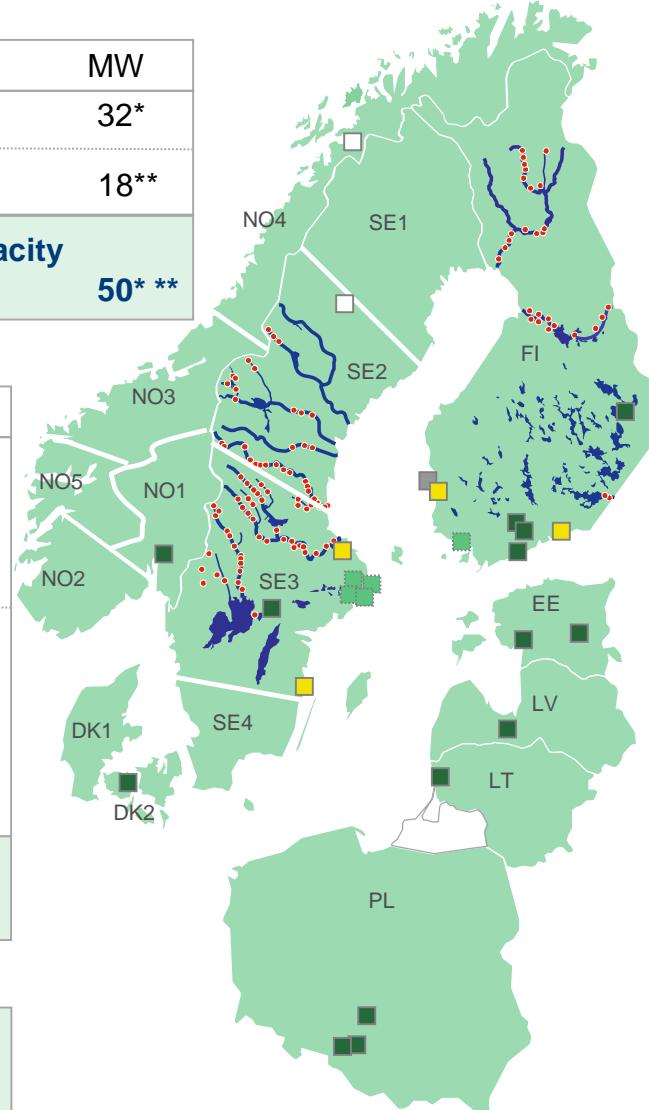 MW
32*
18**
acity
50* **
NO4
SE1
FI
SE2
NO3
NO5
NO1
NO2
SE3
EE
LV
SE4
DK1
LT
DK2
PL